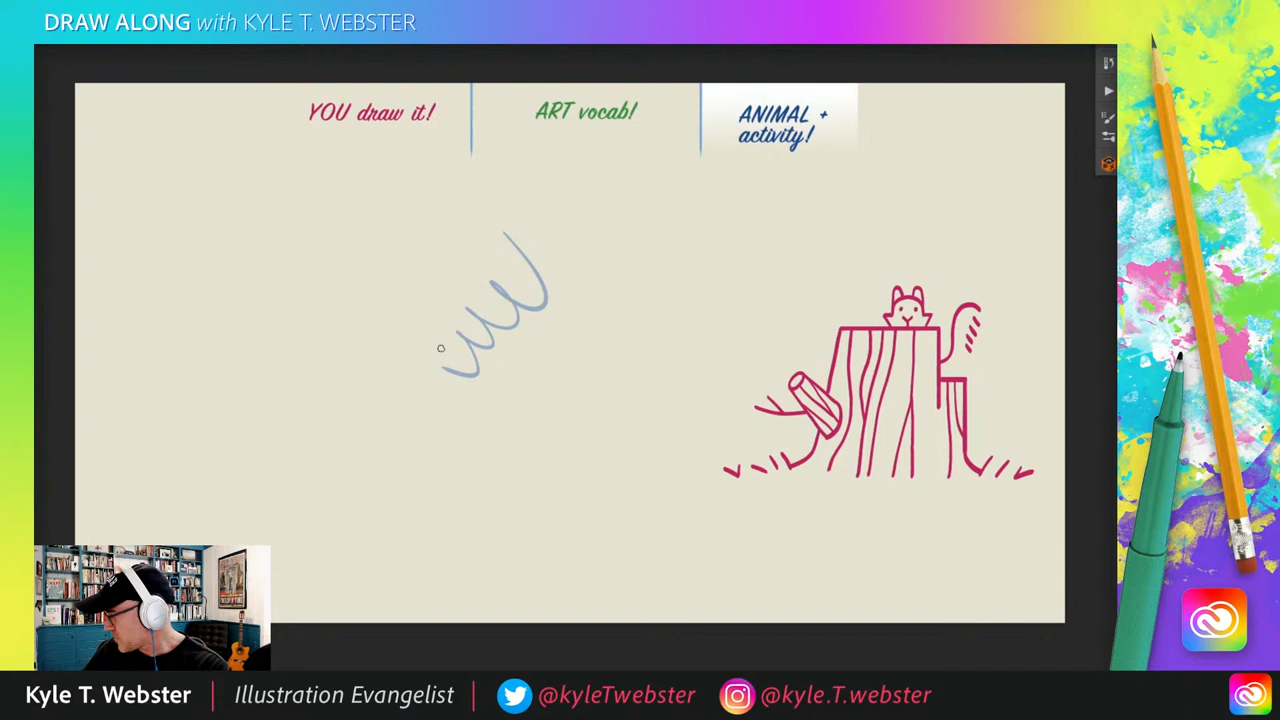 DRAW ALONG with KYLE T. WEBSTER
YOU draw it!
ART vocab!
ANIMAL +
activity!
Kyle T. Webster | Illustration Evangelist | @kyleTwebster @kyle.T.webster